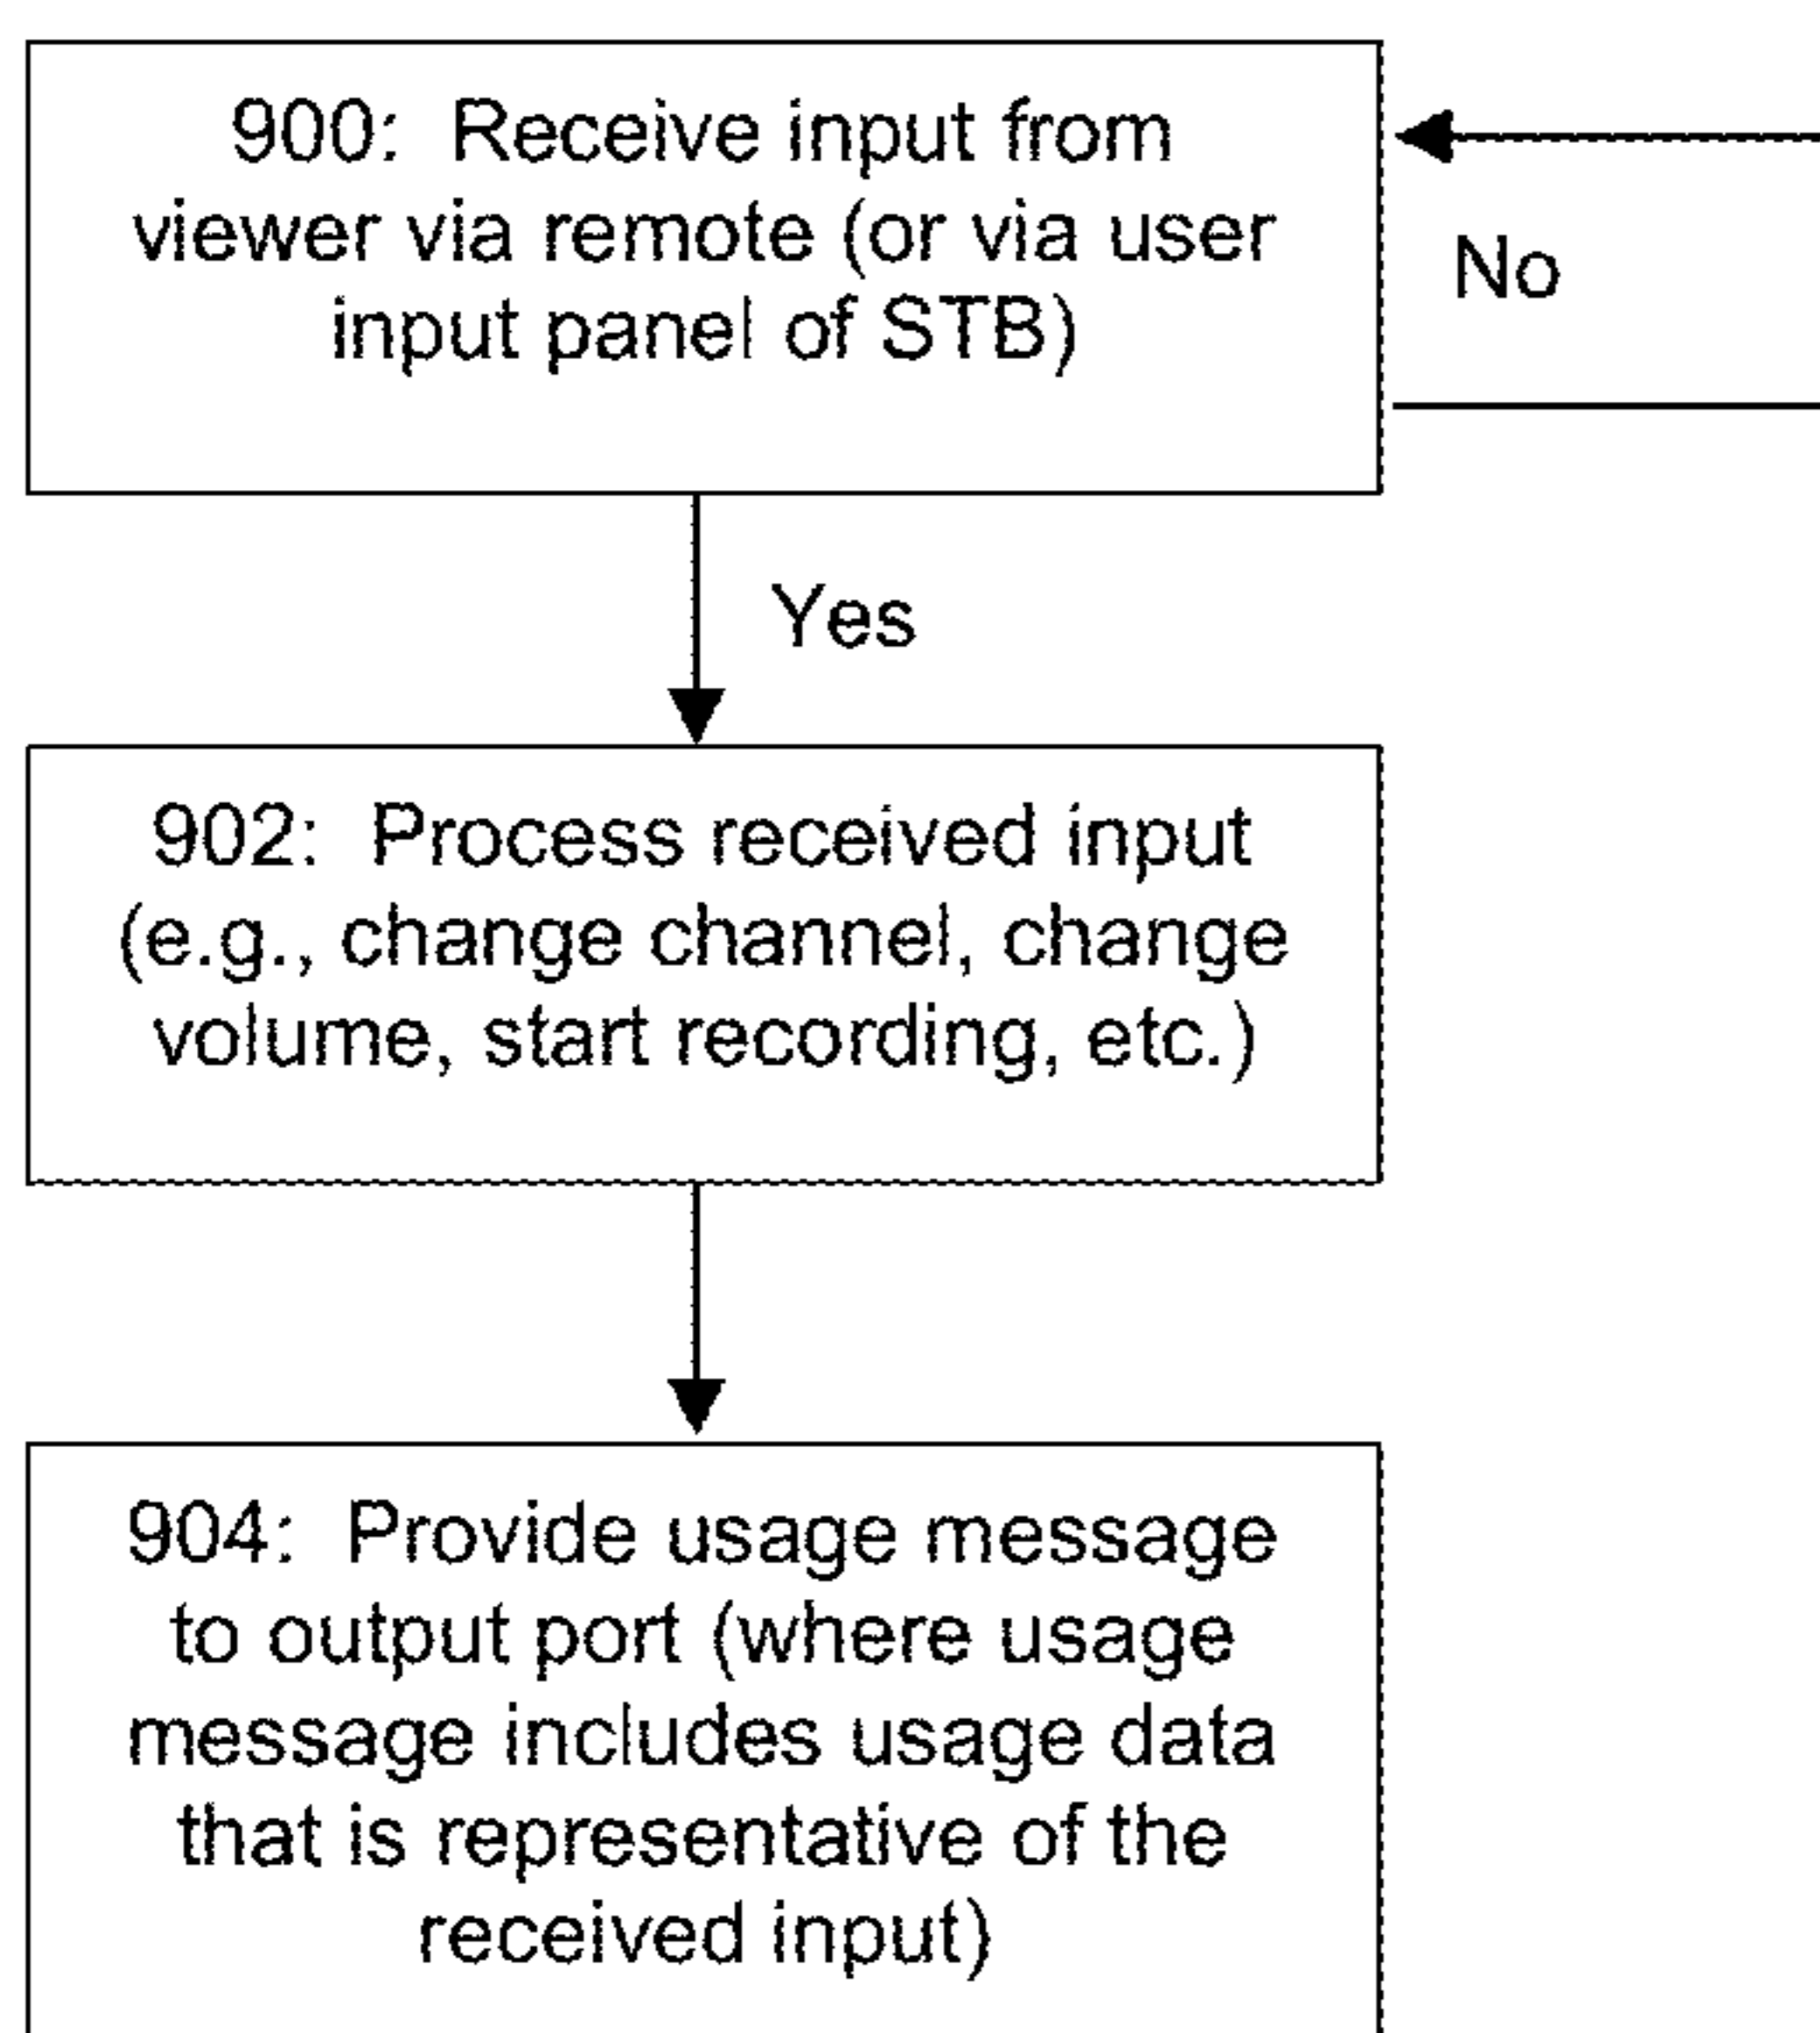 900:  Receive input from
viewer via remote (or via user
input panel of STB)
No
Yes
902:  Process received input
(e.g., change channel, change
volume, start recording, etc.)
904:  Provide usage message
to output port (where usage
message includes usage data
that is representative of the
received input)